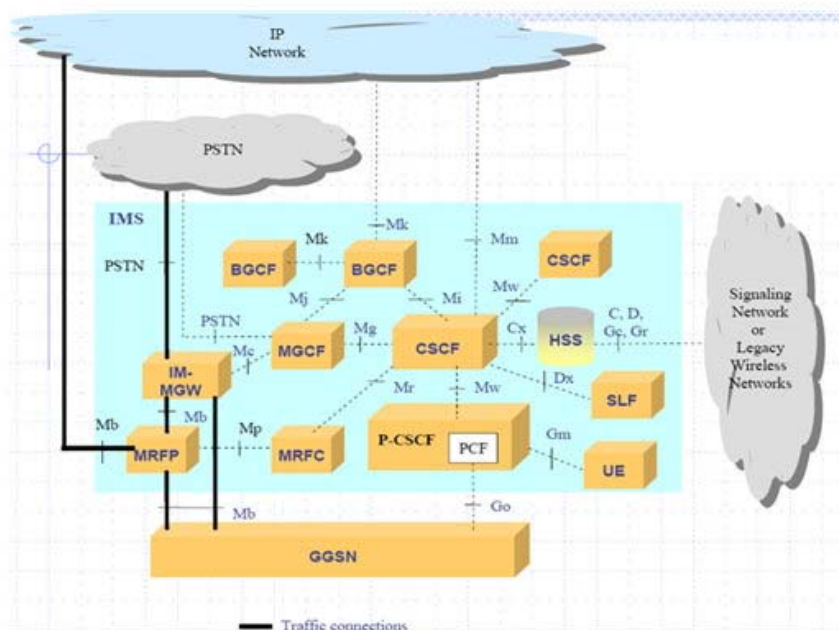 IP
Network
PSTN
IMS
PSTN
Mk
Mk
Mm
BGCF
BGCF
CSCF
Mj
Mi
Mw
PSTN
Mg
Cx
C, D,
Gc, Gr
MGCF
CSCF
HSS
Signaling
Network
or
Legacy
Wireless
Networks
Mc
IM-
MGW
Mr
Mw
Dx
SLF
Mb
Mb
Mp
P-CSCF
PCF
Gm
MRFP
MRFC
UE
Mb
Go
GGSN
Traffic connections